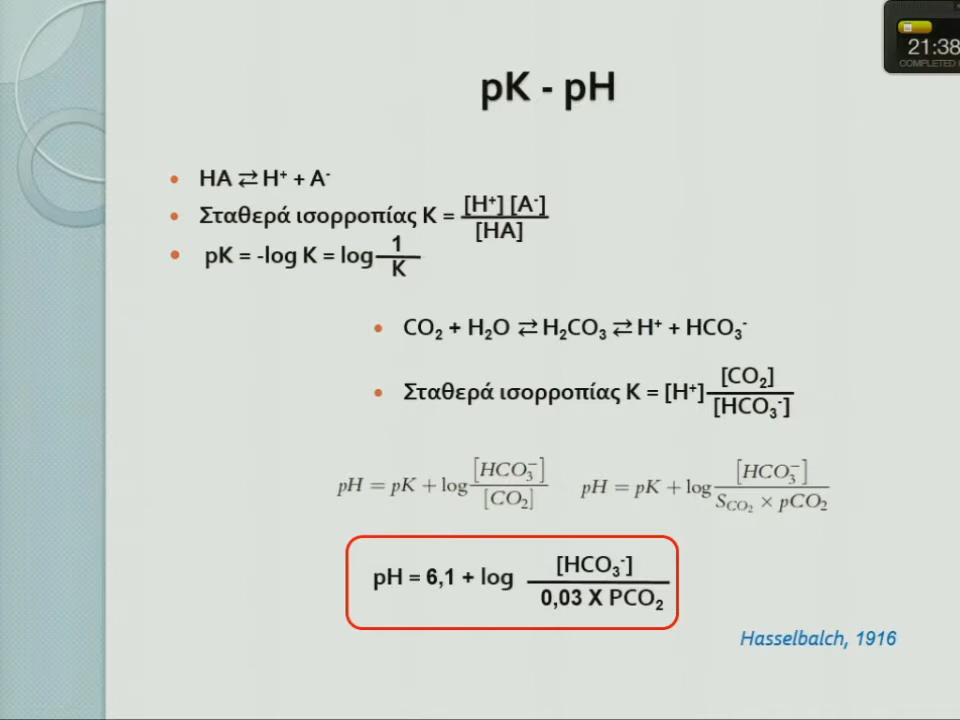 21:38
COMPLETED
pK - pH
HA ⇄ H⁺ + A⁻
Σταθερά ισορροπίας K = [H⁺] [A⁻] / [HA]
pK = -log K = log 1 / K
CO₂ + H₂O ⇄ H₂CO₃ ⇄ H⁺ + HCO₃⁻
Σταθερά ισορροπίας K = [H⁺] [CO₂] / [HCO₃⁻]
pH = pK + log [HCO₃⁻] / [CO₂]
pH = pK + log [HCO₃⁻] / S_CO₂ × pCO₂
pH = 6,1 + log [HCO₃⁻] / 0,03 X PCO₂
Hasselbalch, 1916